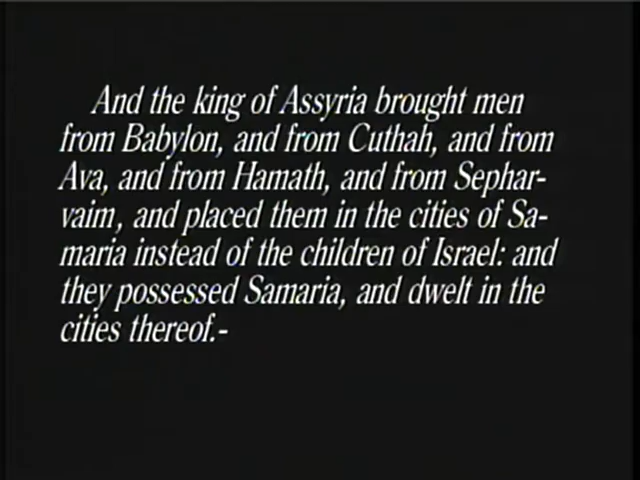 And the king of Assyria brought men
from Babylon, and from Cuthah, and from
Ava, and from Hamath, and from Sephar-
vaim, and placed them in the cities of Sa-
maria instead of the children of Israel: and
they possessed Samaria, and dwelt in the
cities thereof.-